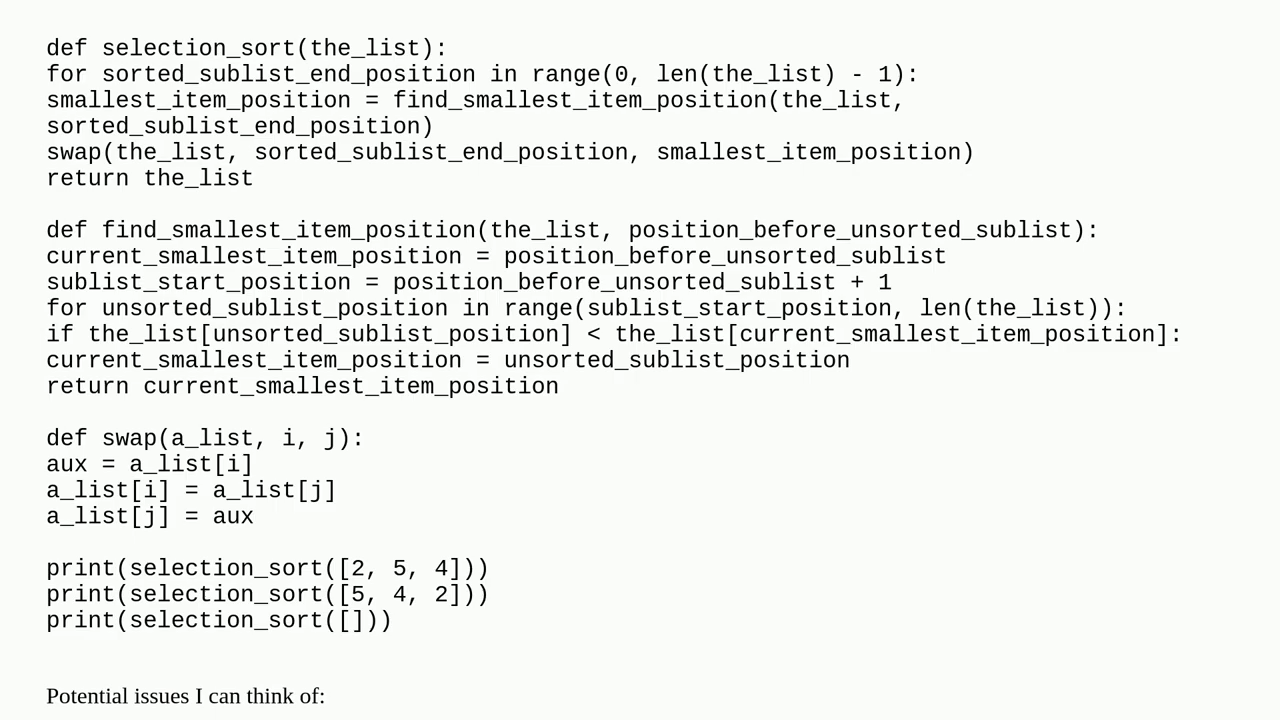 def selection_sort(the_list):
for sorted_sublist_end_position in range(0, len(the_list) - 1):
smallest_item_position = find_smallest_item_position(the_list,
sorted_sublist_end_position)
swap(the_list, sorted_sublist_end_position, smallest_item_position)
return the_list

def find_smallest_item_position(the_list, position_before_unsorted_sublist):
current_smallest_item_position = position_before_unsorted_sublist
sublist_start_position = position_before_unsorted_sublist + 1
for unsorted_sublist_position in range(sublist_start_position, len(the_list)):
if the_list[unsorted_sublist_position] < the_list[current_smallest_item_position]:
current_smallest_item_position = unsorted_sublist_position
return current_smallest_item_position

def swap(a_list, i, j):
aux = a_list[i]
a_list[i] = a_list[j]
a_list[j] = aux

print(selection_sort([2, 5, 4]))
print(selection_sort([5, 4, 2]))
print(selection_sort([]))

Potential issues I can think of: